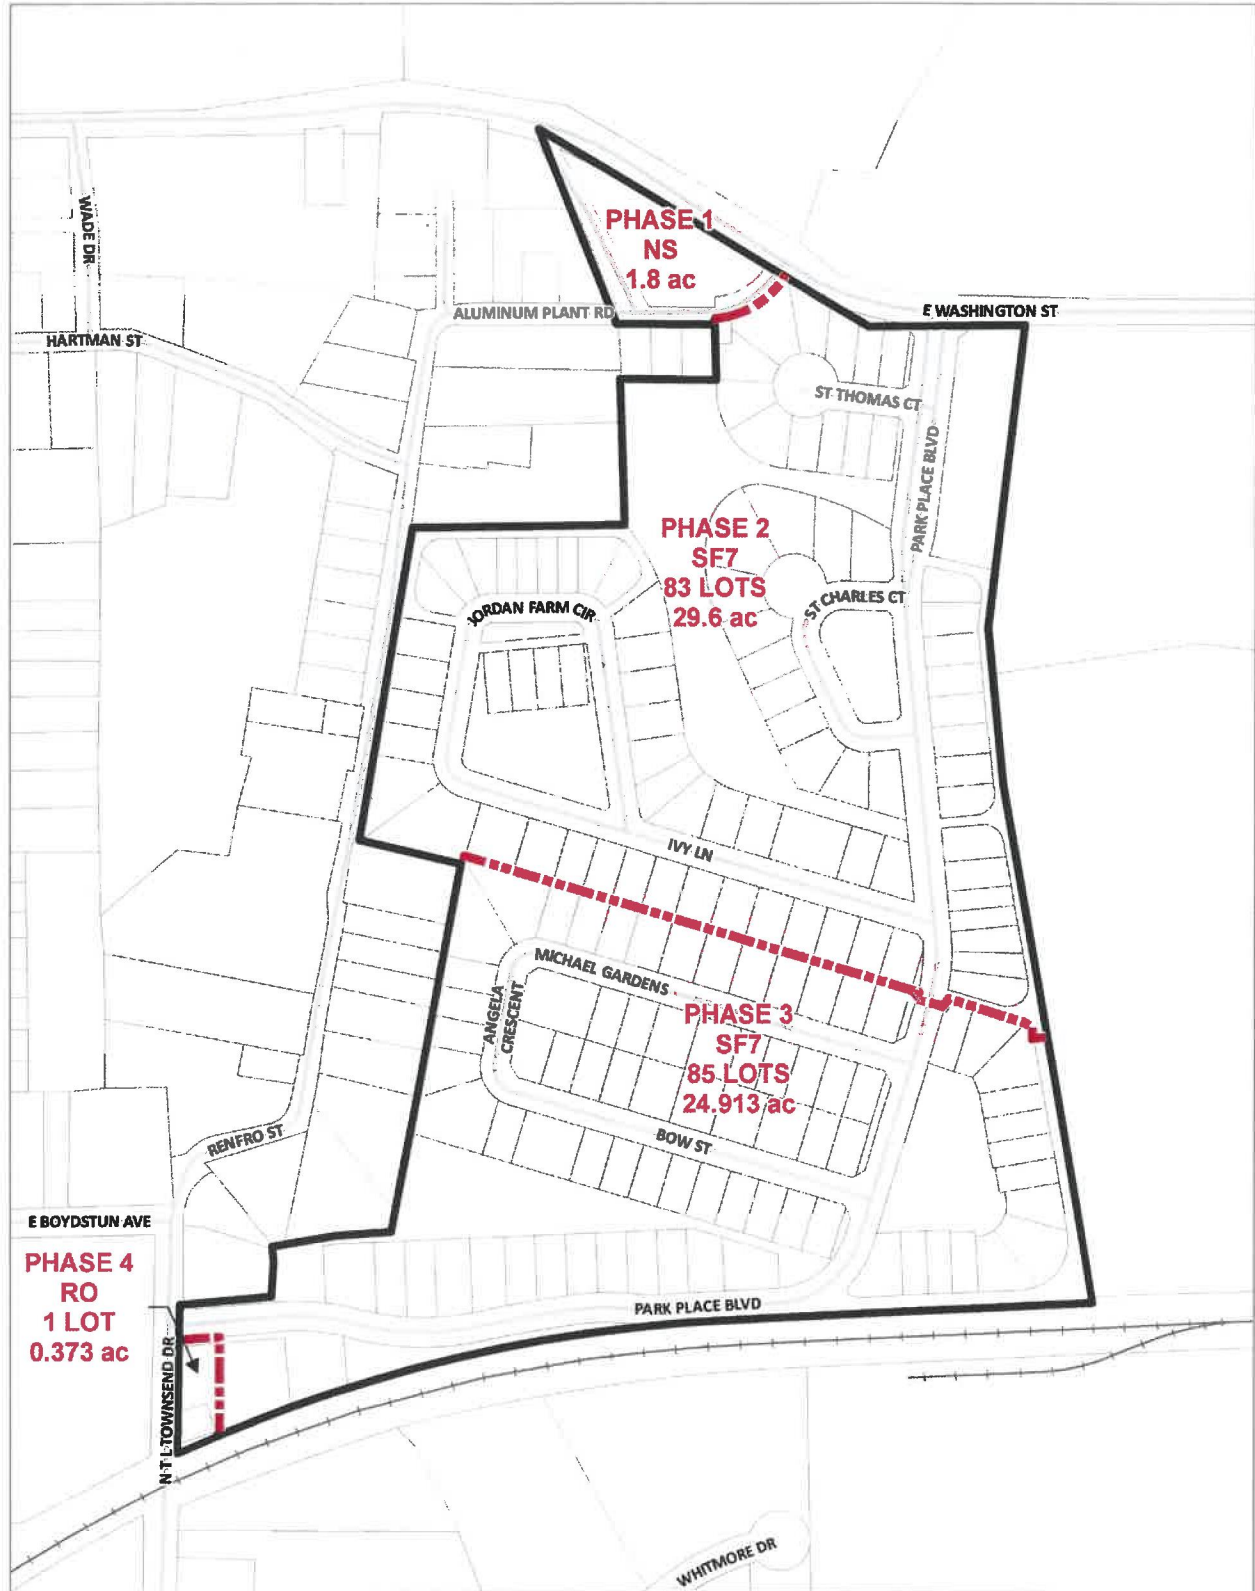 WADE DR
PHASE 1
NS
1.8 ac
ALUMINUM PLANT RD
E WASHINGTON ST
HARTMAN ST
ST THOMAS CT
PARK PLACE BLVD
PHASE 2
SF7
83 LOTS
29.6 ac
JORDAN FARM CIR
ST CHARLES CT
IVY LN
MICHAEL GARDENS
ANGELA
CRESCENT
PHASE 3
SF7
85 LOTS
24.913 ac
BOW ST
RENFRO ST
E BOYDSTUN AVE
PHASE 4
RO
1 LOT
0.373 ac
PARK PLACE BLVD
N T L TOWNSEND DR
WHITMORE DR